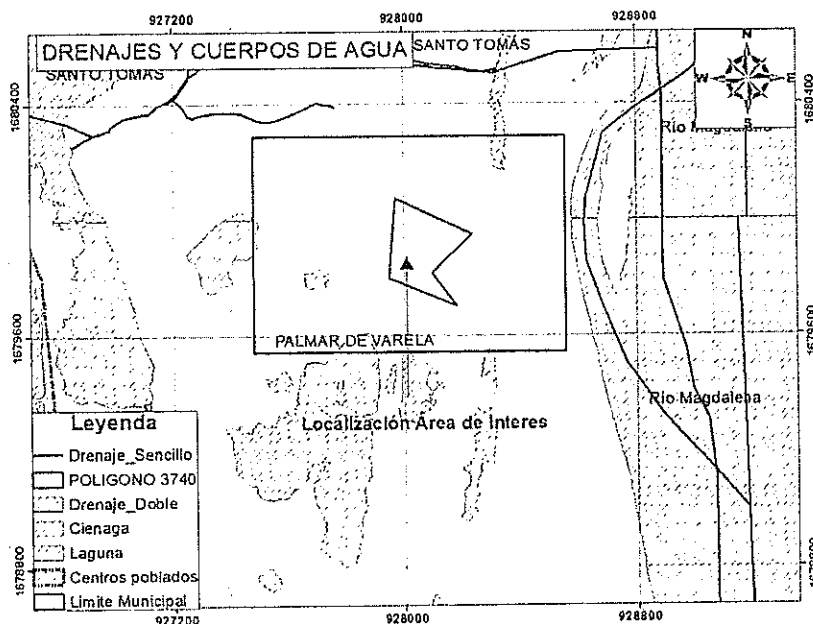 927200 928000 928800
DRENAJES Y CUERPOS DE AGUA
SANTO TOMÁS
SANTO TOMAS
N
W E
S
1680400
1680400
Río Magdalena
1679600
1679600
PALMAR DE VARELA
Río Magdalena
Localización Área de Interes
Leyenda
Drenaje_Sencillo
POLIGONO 3740
Drenaje_Doble
Cienaga
Laguna
Centros poblados
Limite Municipal
1678800
1678800
927200 928000 928800